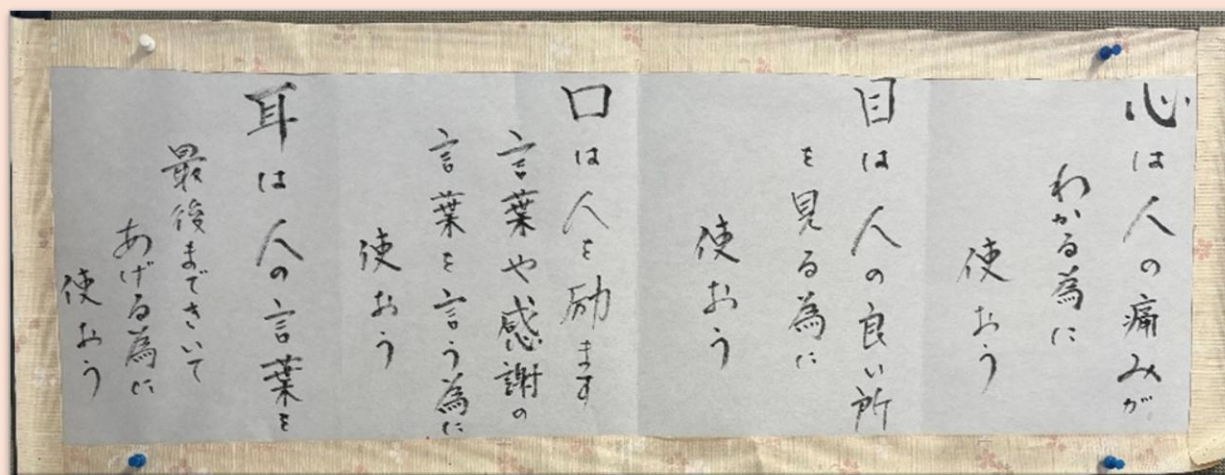 心は人の痛みが
わかる為に
使おう
目は人の良い所
を見る為に
使おう
口は人を励ます
言葉や感謝の
言葉を言う為に
使おう
耳は人の言葉を
最後まできいて
あげる為に
使おう